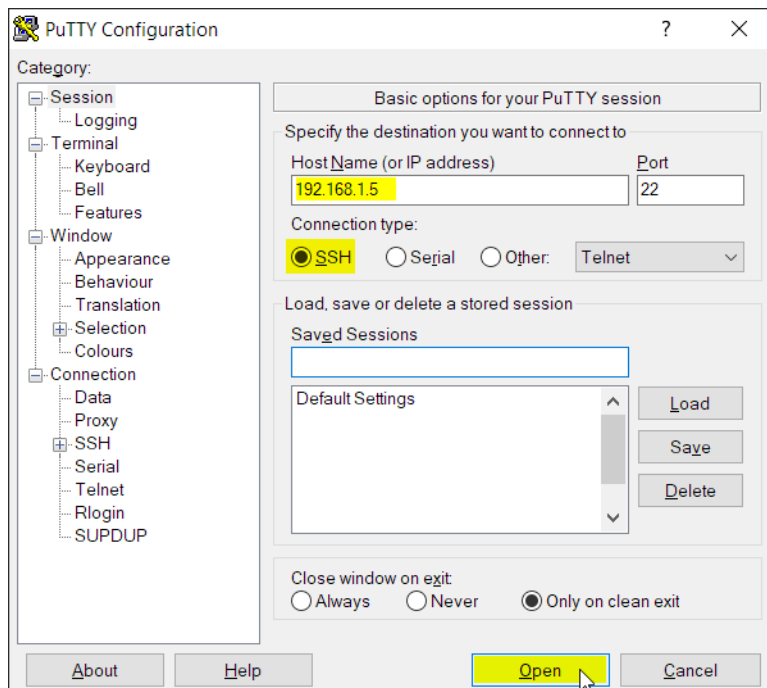 PuTTY Configuration
?
Category:
Session
Logging
Terminal
Keyboard
Bell
Features
Window
Appearance
Behaviour
Translation
Selection
Colours
Connection
Data
Proxy
SSH
Serial
Telnet
Rlogin
SUPDUP
Basic options for your PuTTY session
Specify the destination you want to connect to
Host Name (or IP address) Port
192.168.1.5 22
Connection type:
SSH Serial Other: Telnet
Load, save or delete a stored session
Saved Sessions
Default Settings
Load
Save
Delete
Close window on exit:
Always Never Only on clean exit
About Help Open Cancel